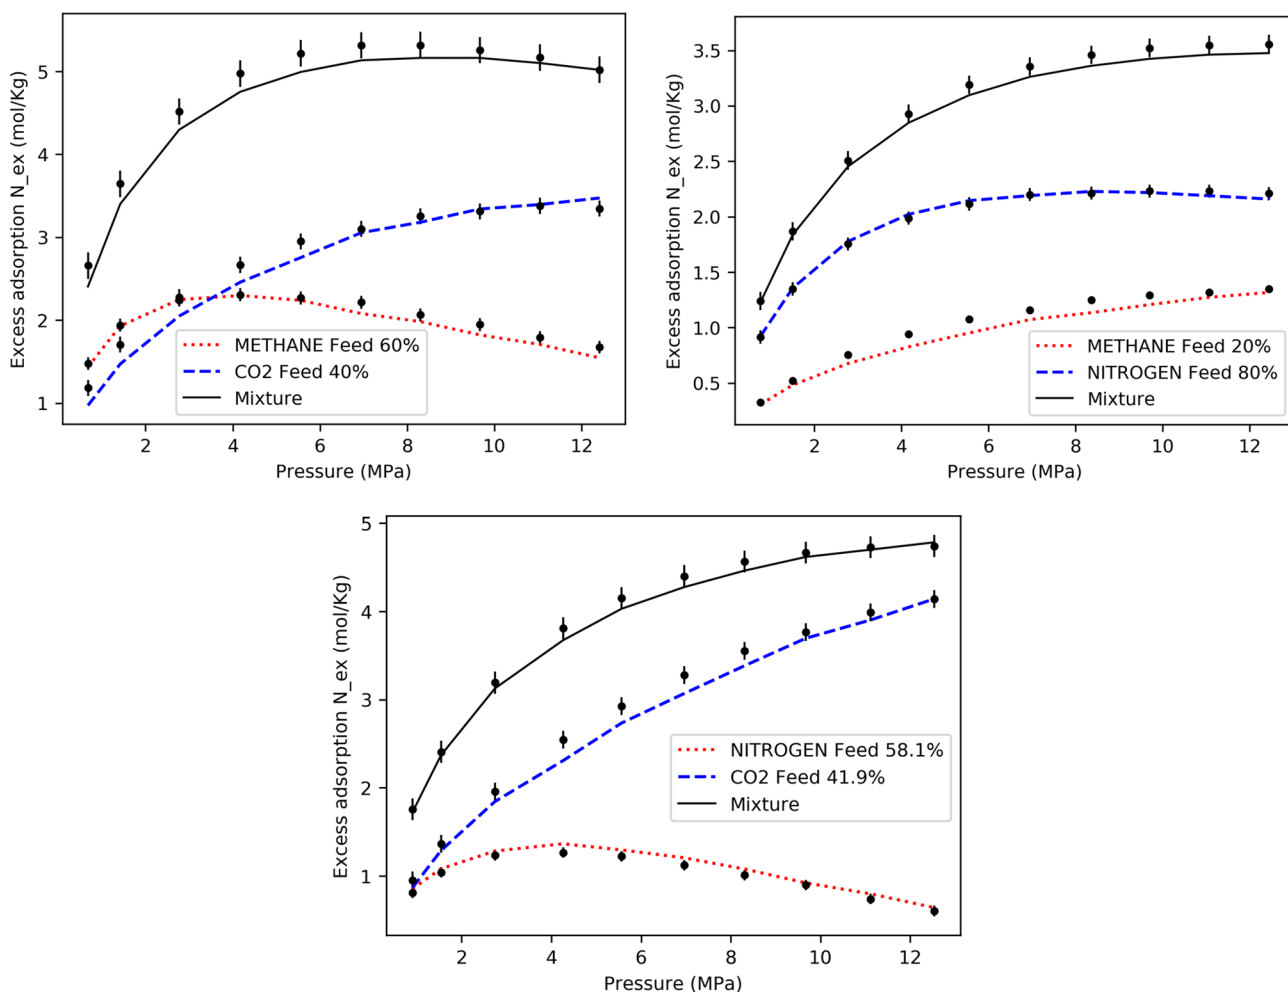 Excess adsorption N_ex (mol/Kg)
5
4
3
2
1
METHANE Feed 60%
CO2 Feed 40%
Mixture
2 4 6 8 10 12
Pressure (MPa)
Excess adsorption N_ex (mol/Kg)
3.5
3.0
2.5
2.0
1.5
1.0
0.5
METHANE Feed 20%
NITROGEN Feed 80%
Mixture
2 4 6 8 10 12
Pressure (MPa)
Excess adsorption N_ex (mol/Kg)
5
4
3
2
1
NITROGEN Feed 58.1%
CO2 Feed 41.9%
Mixture
2 4 6 8 10 12
Pressure (MPa)